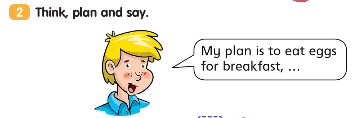 2 Think, plan and say.
My plan is to eat eggs
for breakfast, ...